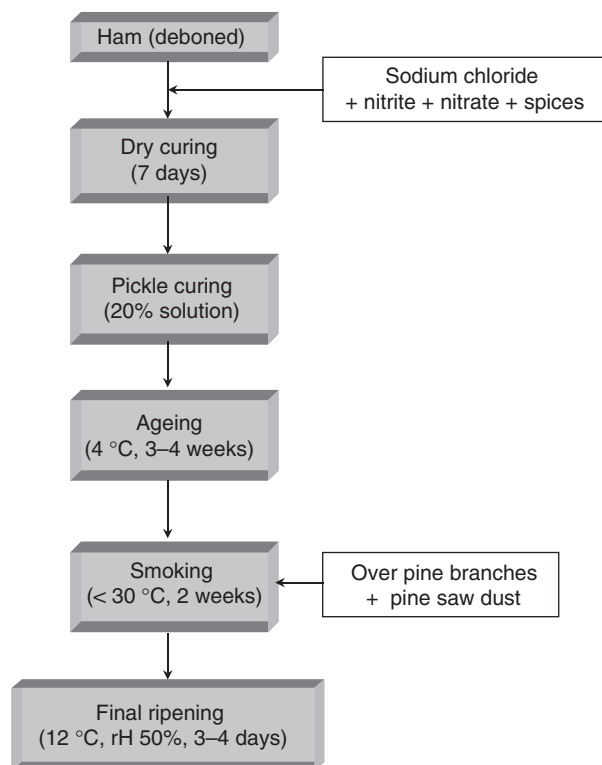 Ham (deboned)
Sodium chloride
+ nitrite + nitrate + spices
Dry curing
(7 days)
Pickle curing
(20% solution)
Ageing
(4 °C, 3–4 weeks)
Smoking
(< 30 °C, 2 weeks)
Over pine branches
+ pine saw dust
Final ripening
(12 °C, rH 50%, 3–4 days)